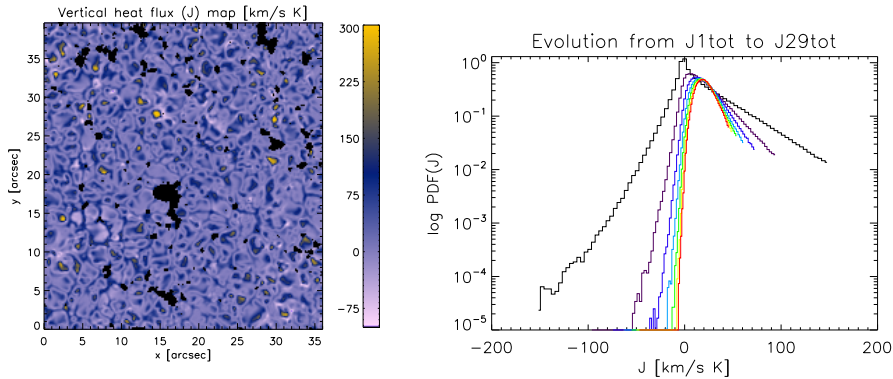 Vertical heat flux (J) map [km/s K]
40
35
30
25
20
15
10
5
0
y [arcsec]
0 5 10 15 20 25 30 35
x [arcsec]
300
225
150
75
0
−75
Evolution from J1tot to J29tot
10^0
10^-1
10^-2
10^-3
10^-4
10^-5
log PDF(J)
−200 −100 0 100 200
J [km/s K]